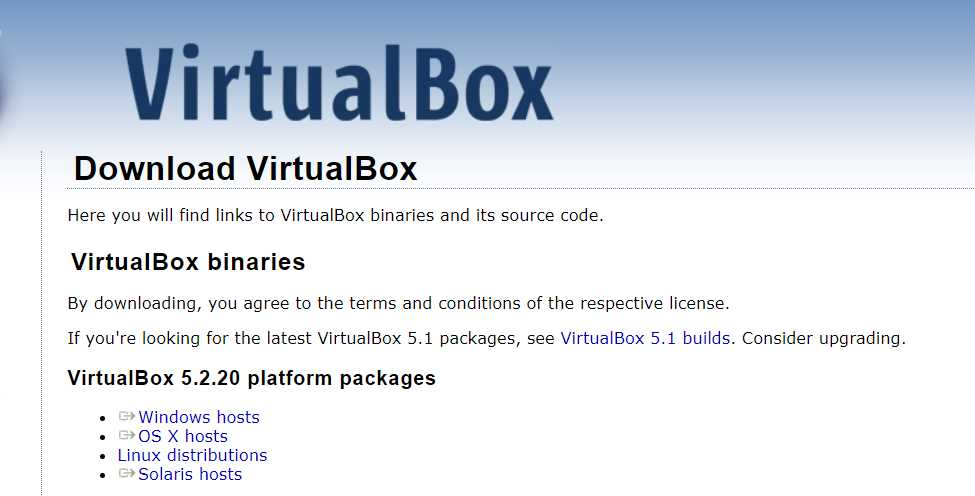 VirtualBox
Download VirtualBox
Here you will find links to VirtualBox binaries and its source code.
VirtualBox binaries
By downloading, you agree to the terms and conditions of the respective license.
If you're looking for the latest VirtualBox 5.1 packages, see VirtualBox 5.1 builds. Consider upgrading.
VirtualBox 5.2.20 platform packages
Windows hosts
OS X hosts
Linux distributions
Solaris hosts